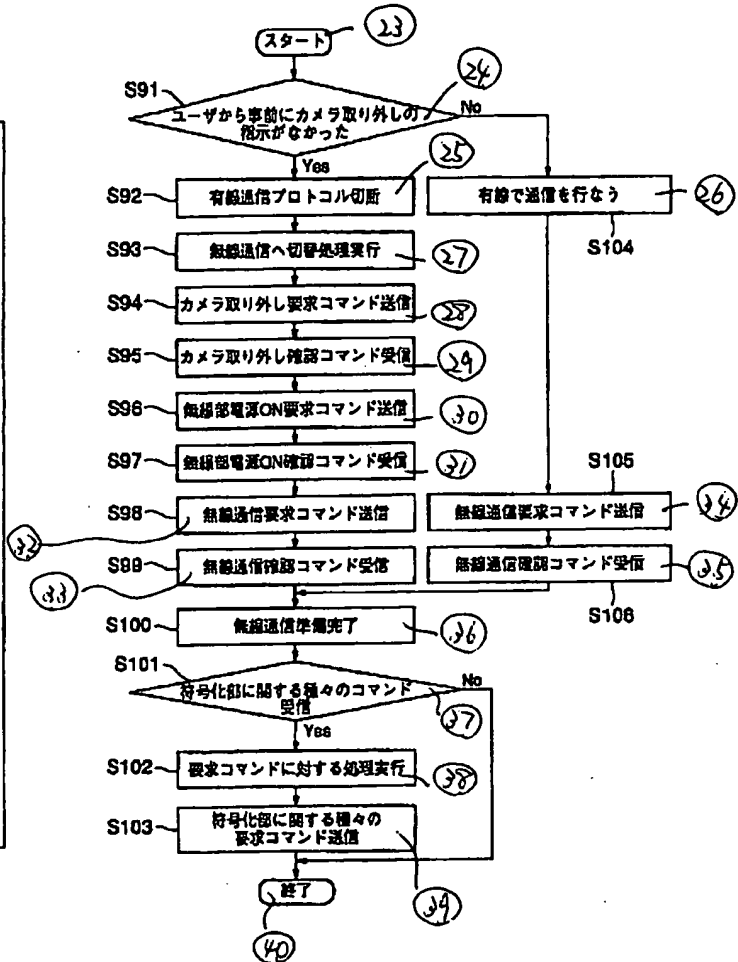 スタート
23
S91
24
ユーザから事前にカメラ取り外しの
指示がなかった
No
Yes
25
S92
有線通信プロトコル切断
有線で通信を行なう
26
S104
S93
無線通信へ切替処理実行
27
S94
カメラ取り外し要求コマンド送信
28
S95
カメラ取り外し確認コマンド受信
29
S96
無線部電源ON要求コマンド送信
30
S97
無線部電源ON確認コマンド受信
31
S105
S98
無線通信要求コマンド送信
32
無線通信要求コマンド送信
34
S99
無線通信確認コマンド受信
33
無線通信確認コマンド受信
35
S106
S100
無線通信準備完了
36
S101
符号化部に関する種々のコマンド
受信
No
37
Yes
S102
要求コマンドに対する処理実行
38
S103
符号化部に関する種々の
要求コマンド送信
39
終了
40